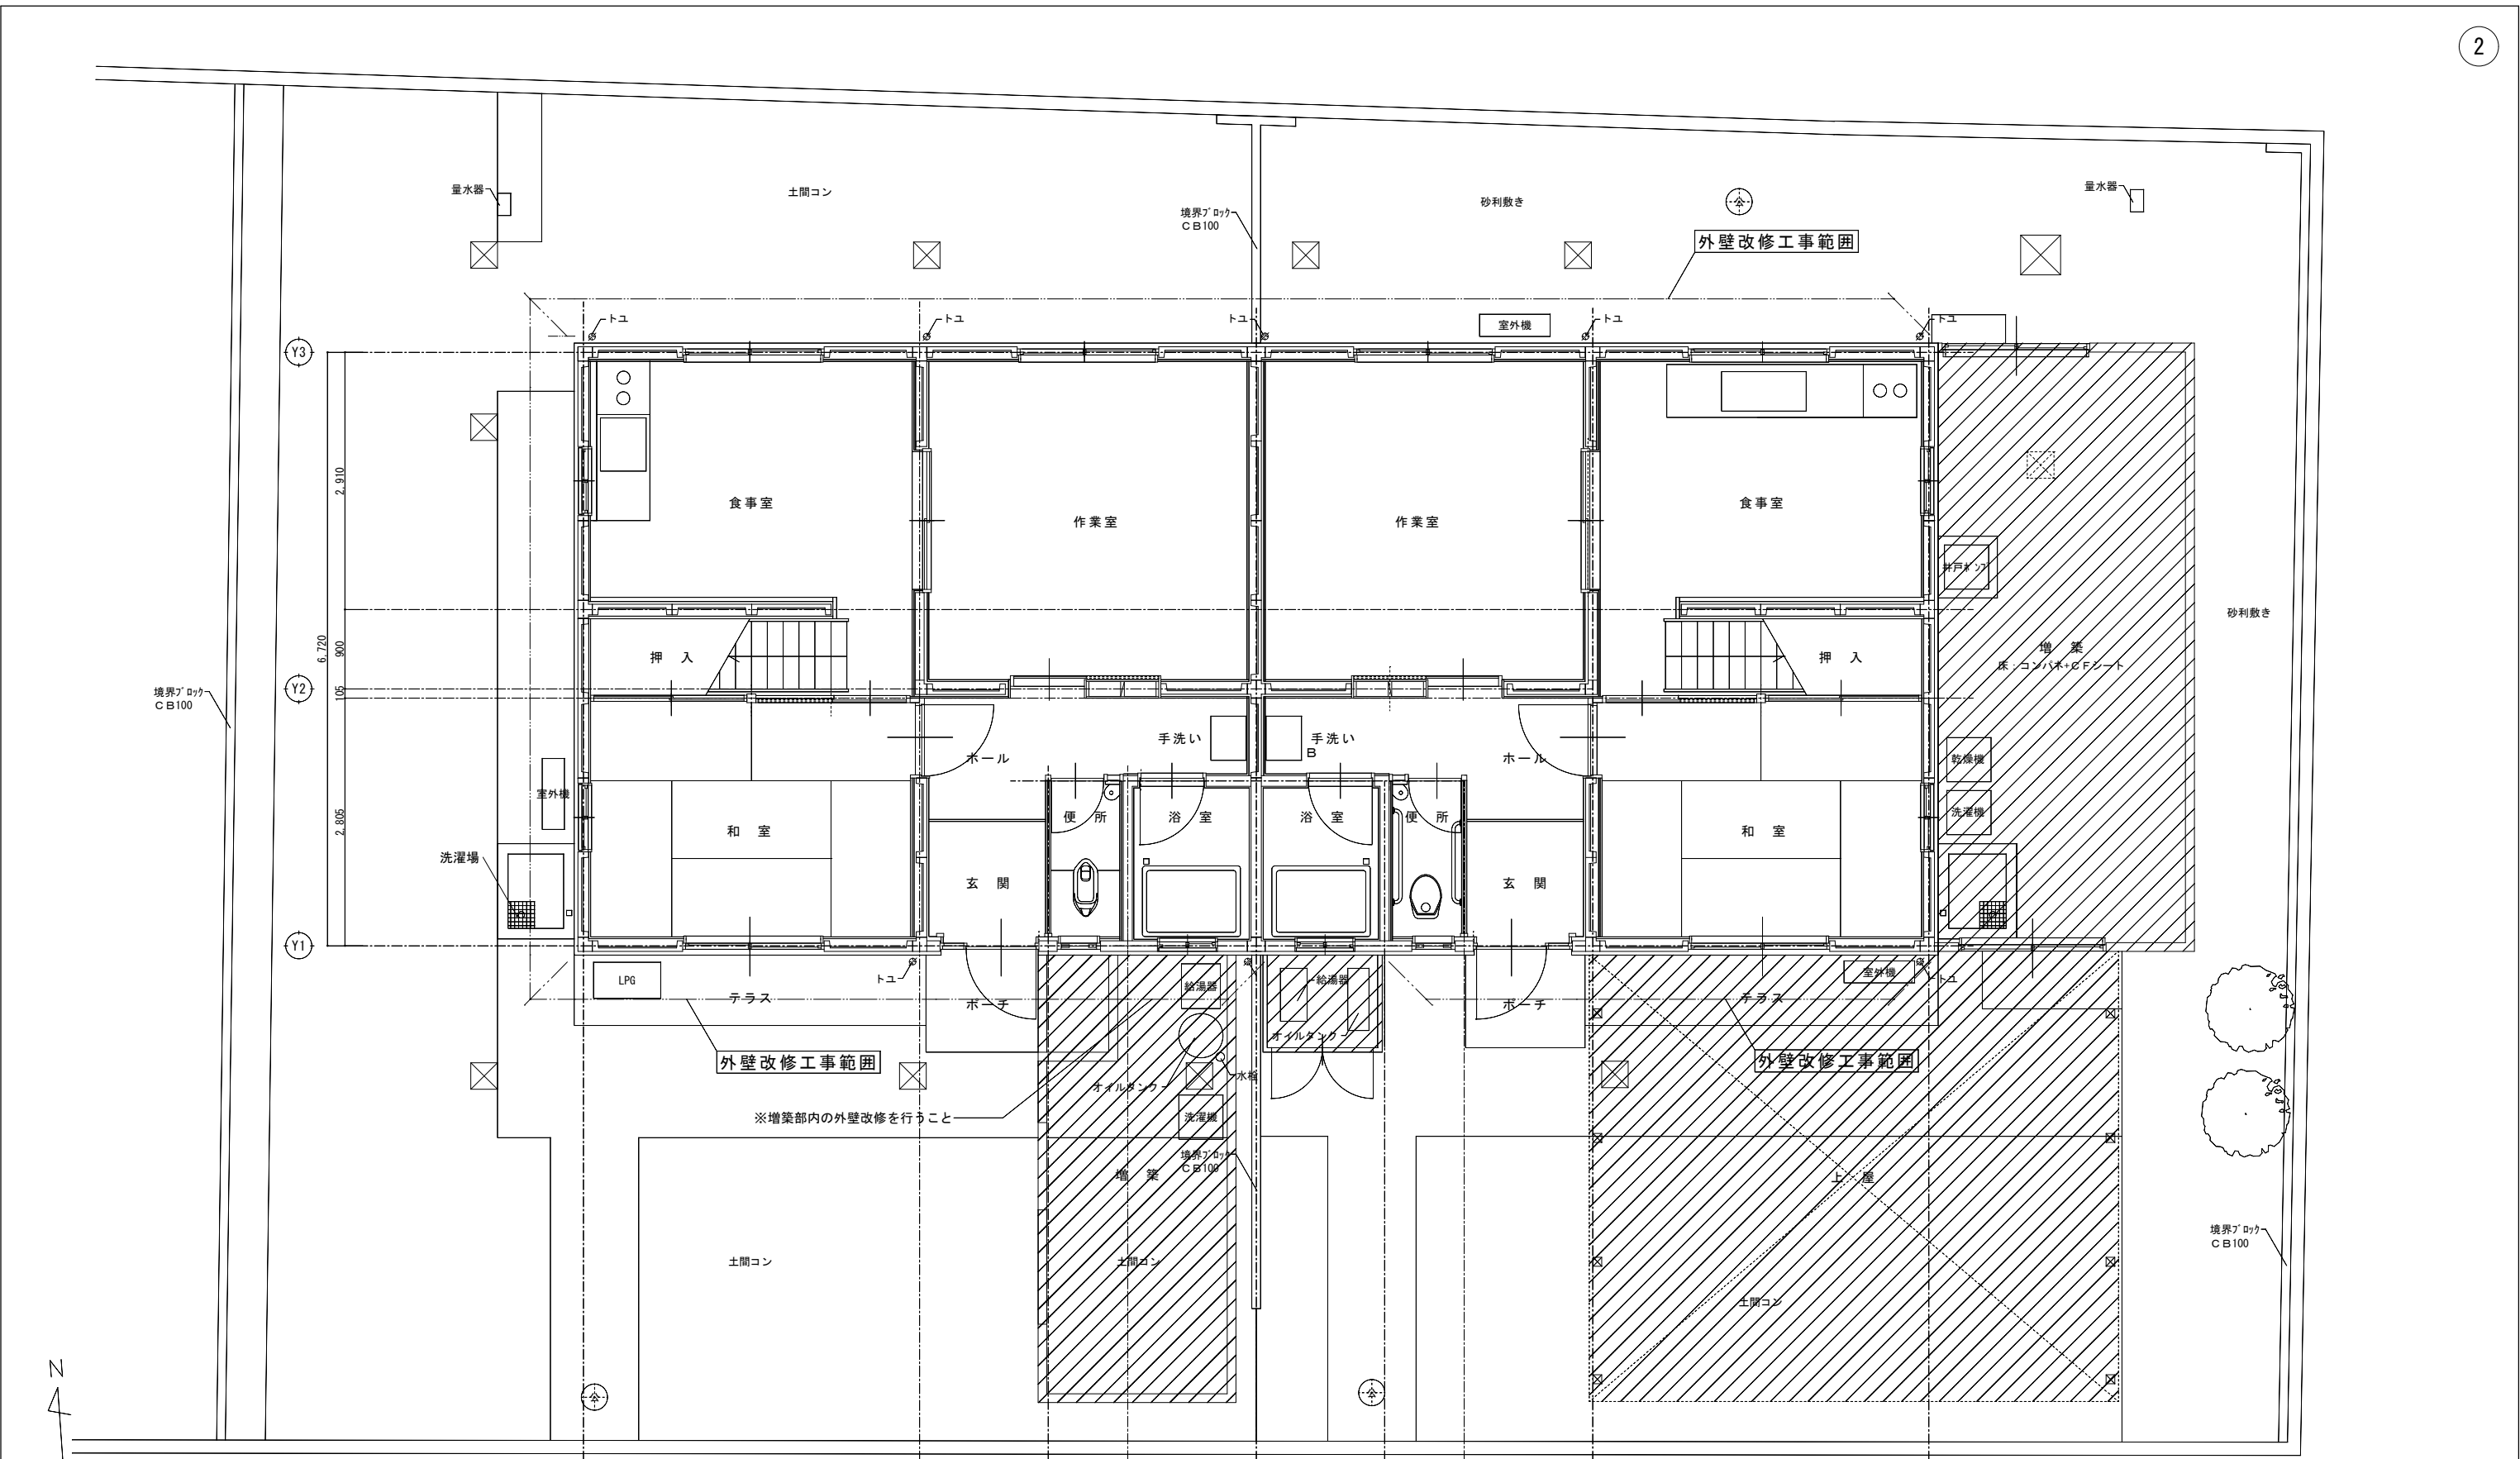 2
量水器
土間コン
境界ﾌﾞﾛｯｸ
ＣＢ100
砂利敷き
量水器
外壁改修工事範囲
トユ
トユ
トユ
室外機
トユ
トユ
Y3
2,910
食事室
作業室
作業室
食事室
井戸ﾎﾟﾝﾌﾟ
砂利敷き
6,720
900
押　入
押　入
増　築
床：コンパネ+ＣＦシート
Y2
105
境界ﾌﾞﾛｯｸ
ＣＢ100
手洗い
手洗い
B
ホール
ホール
乾燥機
室外機
2,805
和　室
便　所
浴　室
浴　室
便　所
和　室
洗濯機
洗濯場
玄　関
玄　関
Y1
LPG
トユ
テラス
ポーチ
給湯器
給湯器
ポーチ
テラス
室外機
トユ
オイルタンク
外壁改修工事範囲
外壁改修工事範囲
オイルタンク
水栓
※増築部内の外壁改修を行うこと
洗濯機
境界ﾌﾞﾛｯｸ
ＣＢ100
増　築
上　屋
境界ﾌﾞﾛｯｸ
ＣＢ100
土間コン
土間コン
土間コン
N